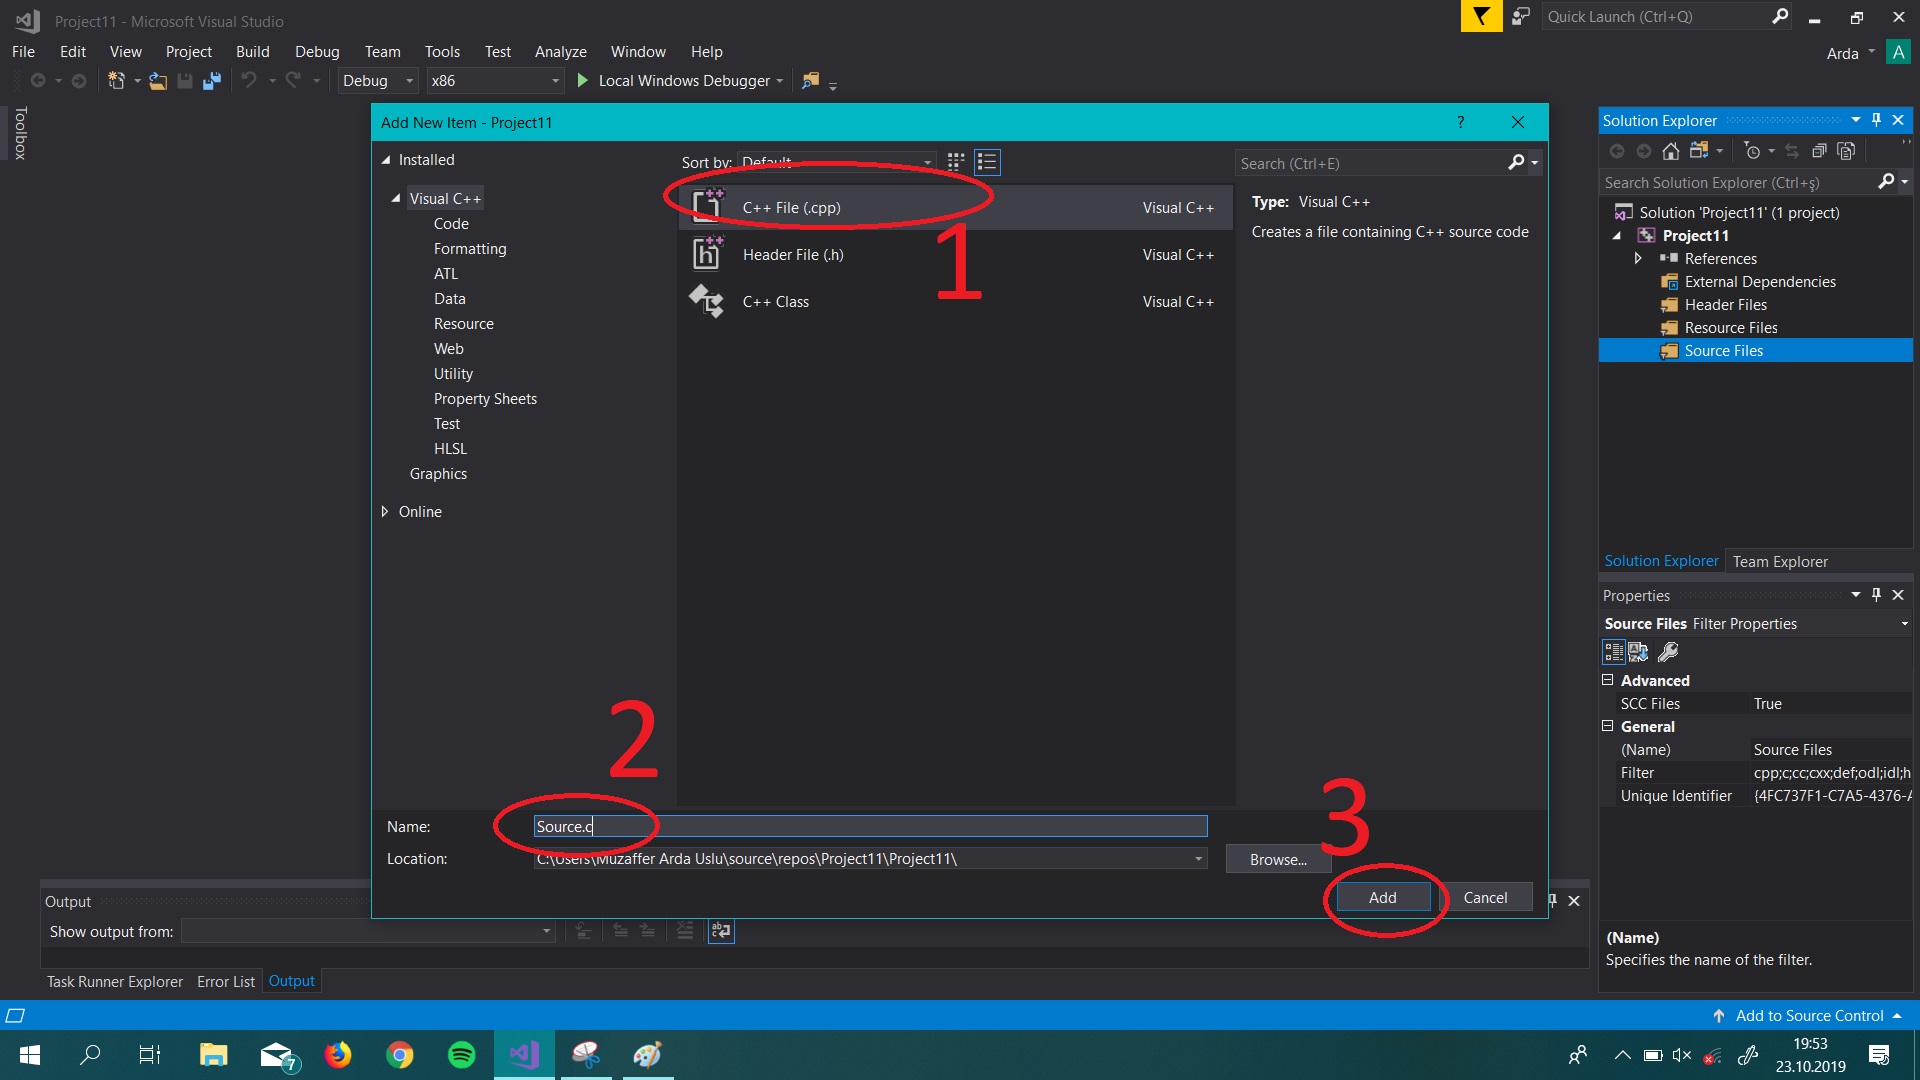 Project11 - Microsoft Visual Studio
Quick Launch (Ctrl+Q)
File Edit View Project Build Debug Team Tools Test Analyze Window Help
Arda A
Debug x86 Local Windows Debugger
Toolbox
Add New Item - Project11
?
Installed
Sort by: Default
Search (Ctrl+E)
Visual C++
Code
Formatting
ATL
Data
Resource
Web
Utility
Property Sheets
Test
HLSL
Graphics
Online
C++ File (.cpp) Visual C++
Header File (.h) Visual C++
C++ Class Visual C++
1
Type: Visual C++
Creates a file containing C++ source code
2
3
Name: Source.c
Location: C:\Users\Muzaffer Arda Uslu\source\repos\Project11\Project11\
Browse...
Add Cancel
Solution Explorer
Search Solution Explorer (Ctrl+ş)
Solution 'Project11' (1 project)
Project11
References
External Dependencies
Header Files
Resource Files
Source Files
Solution Explorer Team Explorer
Properties
Source Files Filter Properties
Advanced
SCC Files True
General
(Name) Source Files
Filter cpp;c;cc;cxx;def;odl;idl;h
Unique Identifier {4FC737F1-C7A5-4376-A
(Name)
Specifies the name of the filter.
Output
Show output from:
Task Runner Explorer Error List Output
Add to Source Control
7
19:53
23.10.2019